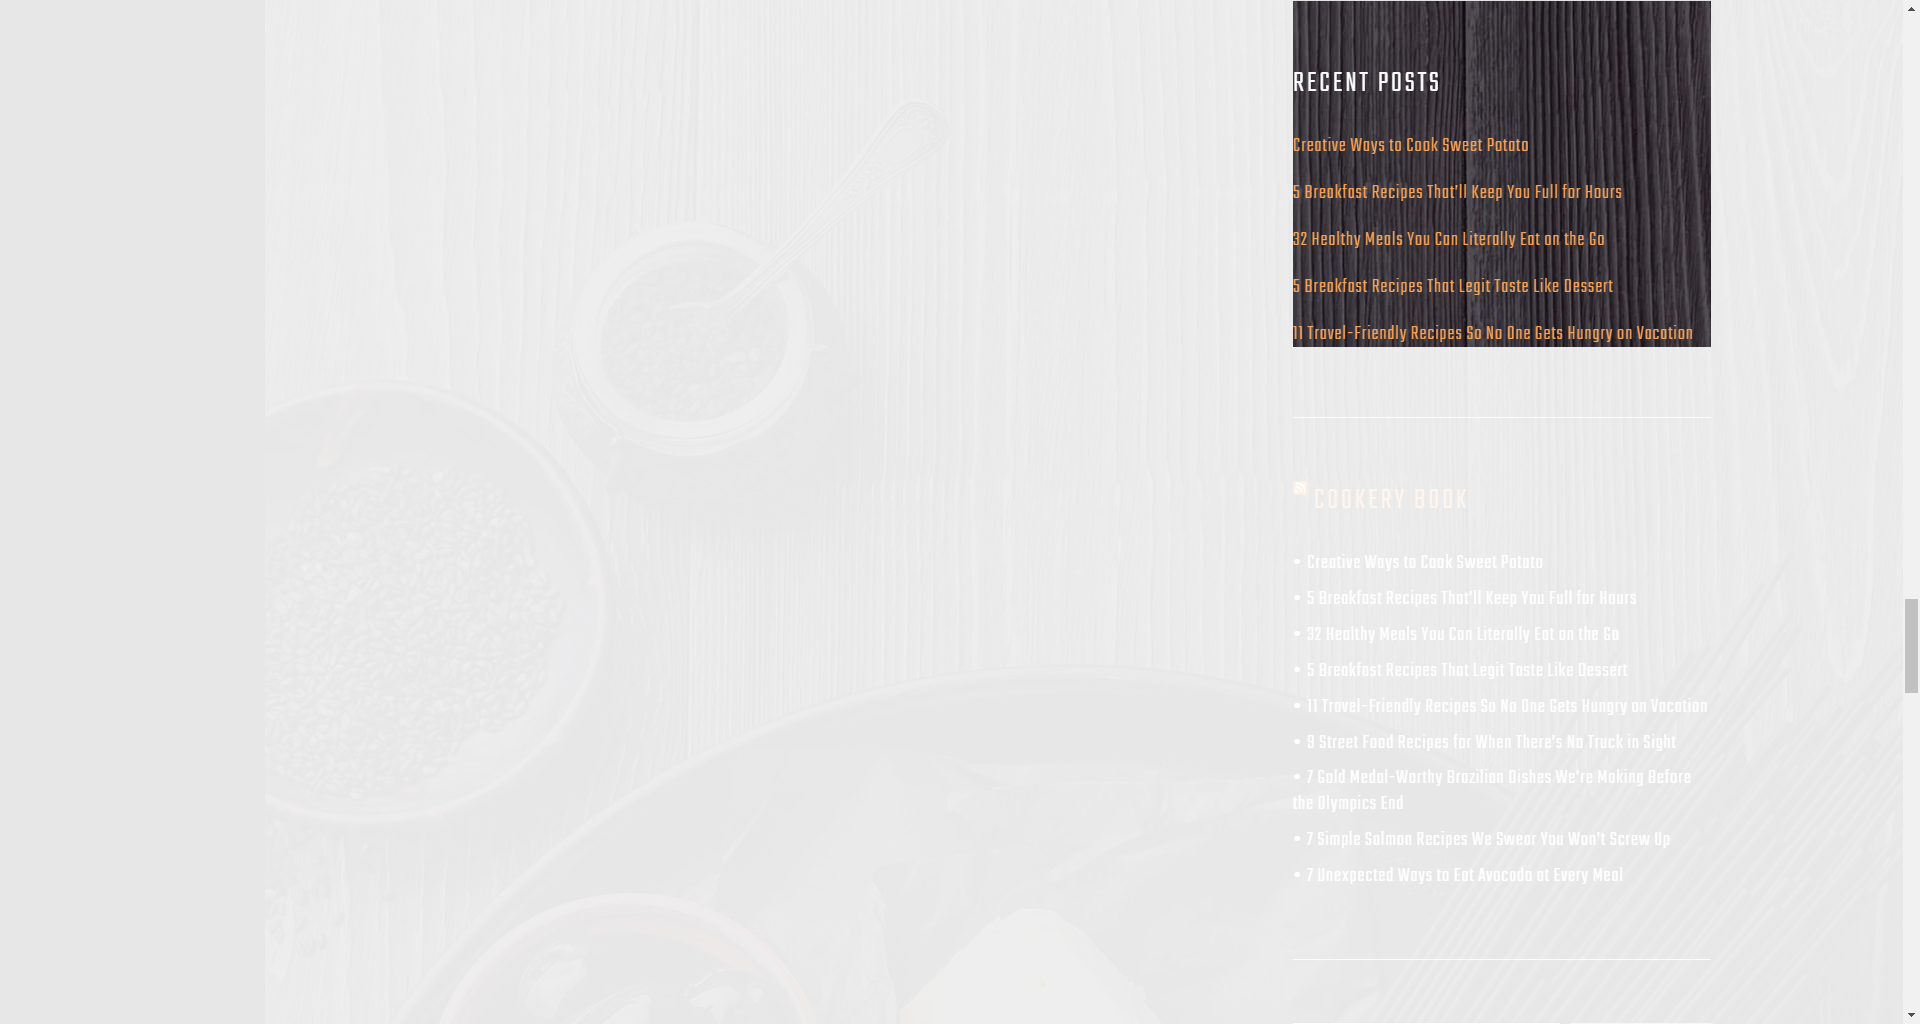 RECENT POSTS
Creative Ways to Cook Sweet Potato
5 Breakfast Recipes That'll Keep You Full for Hours
32 Healthy Meals You Can Literally Eat on the Go
5 Breakfast Recipes That Legit Taste Like Dessert
11 Travel-Friendly Recipes So No One Gets Hungry on Vacation
COOKERY BOOK
• Creative Ways to Cook Sweet Potato
• 5 Breakfast Recipes That'll Keep You Full for Hours
• 32 Healthy Meals You Can Literally Eat on the Go
• 5 Breakfast Recipes That Legit Taste Like Dessert
• 11 Travel-Friendly Recipes So No One Gets Hungry on Vacation
• 9 Street Food Recipes for When There's No Truck in Sight
• 7 Gold Medal-Worthy Brazilian Dishes We're Making Before
the Olympics End
• 7 Simple Salmon Recipes We Swear You Won't Screw Up
• 7 Unexpected Ways to Eat Avocado at Every Meal